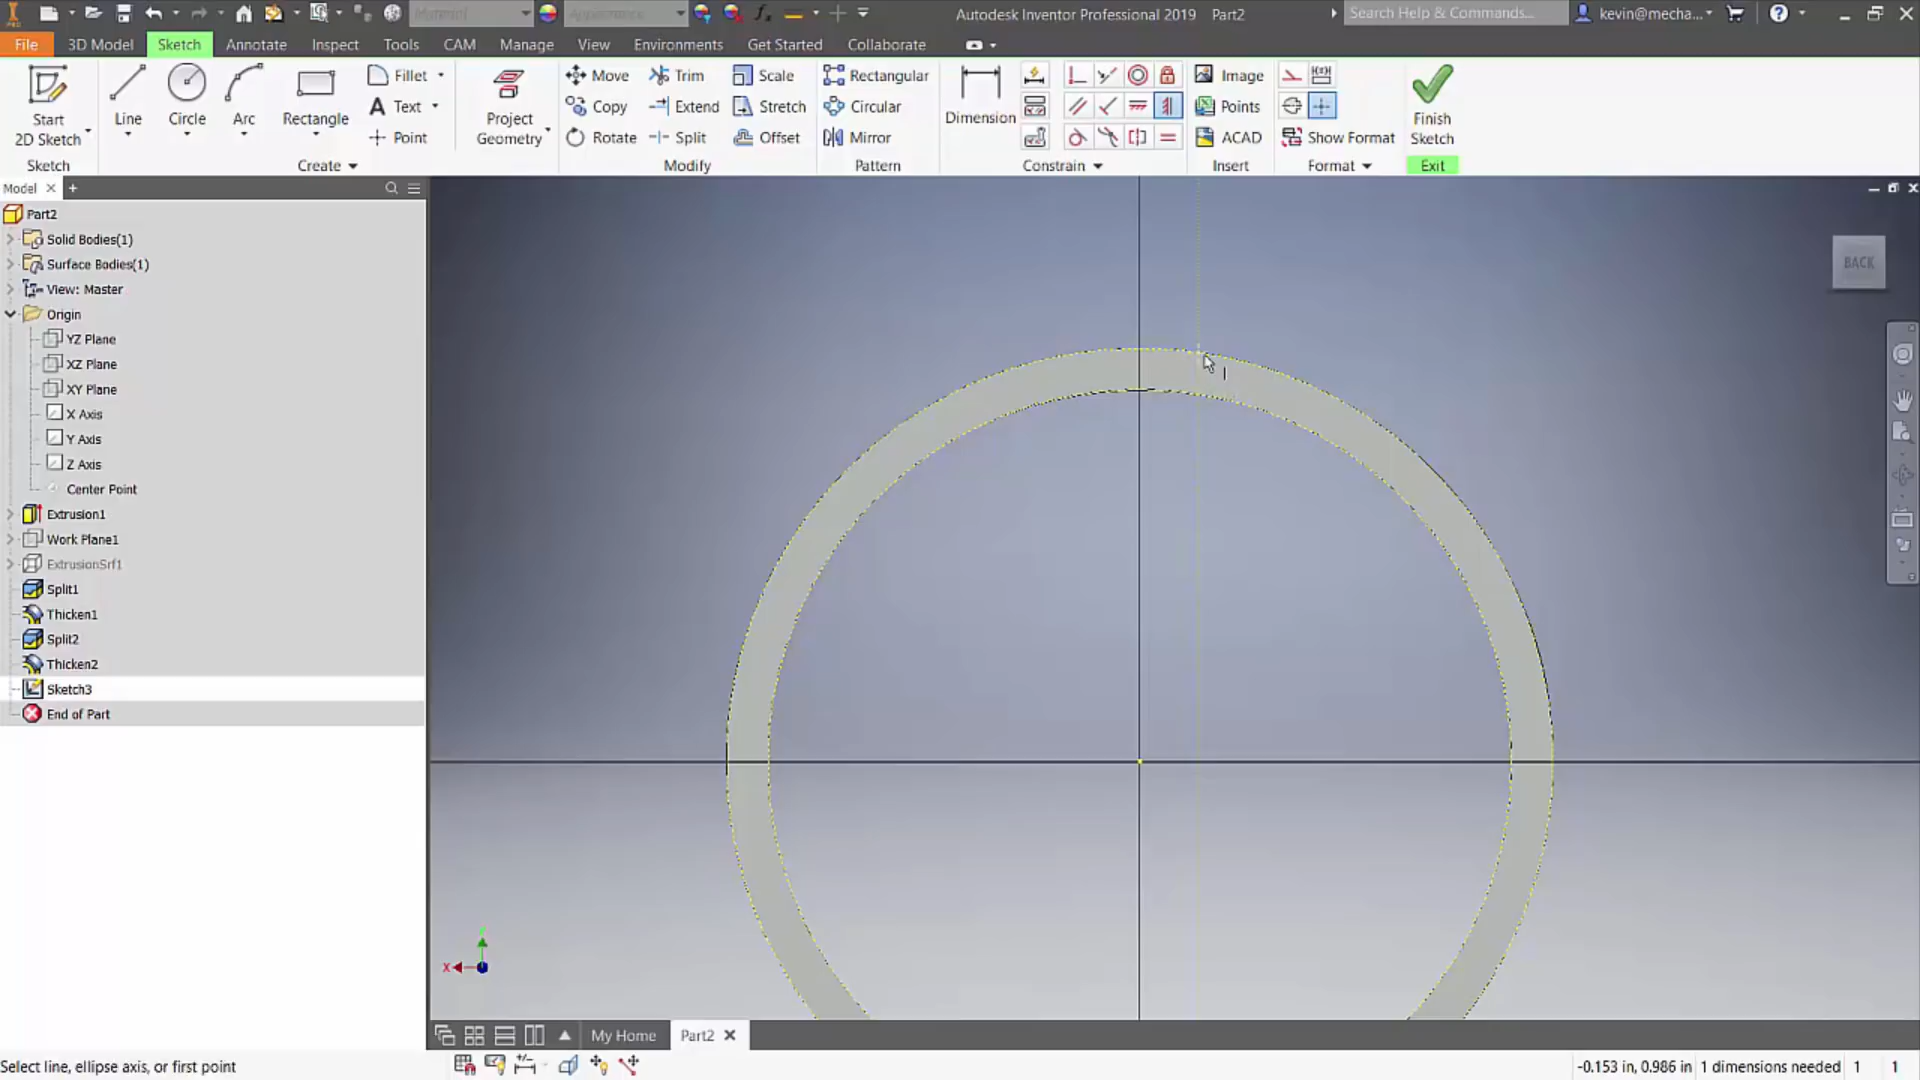 Material
Appearance
Autodesk Inventor Professional 2019 Part2
Search Help & Commands...
kevin@mecha...
File
3D Model
Sketch
Annotate
Inspect
Tools
CAM
Manage
View
Environments
Get Started
Collaborate
Start
2D Sketch
Line
Circle
Arc
Rectangle
Fillet
Text
Point
Project
Geometry
Move
Copy
Rotate
Trim
Extend
Split
Scale
Stretch
Offset
Rectangular
Circular
Mirror
Dimension
Image
Points
ACAD
Show Format
Finish
Sketch
Sketch
Create
Modify
Pattern
Constrain
Insert
Format
Exit
Model
Part2
Solid Bodies(1)
Surface Bodies(1)
View: Master
Origin
YZ Plane
XZ Plane
XY Plane
X Axis
Y Axis
Z Axis
Center Point
Extrusion1
Work Plane1
ExtrusionSrf1
Split1
Thicken1
Split2
Thicken2
Sketch3
End of Part
BACK
X
My Home
Part2
Select line, ellipse axis, or first point
-0.153 in, 0.986 in 1 dimensions needed 1 1